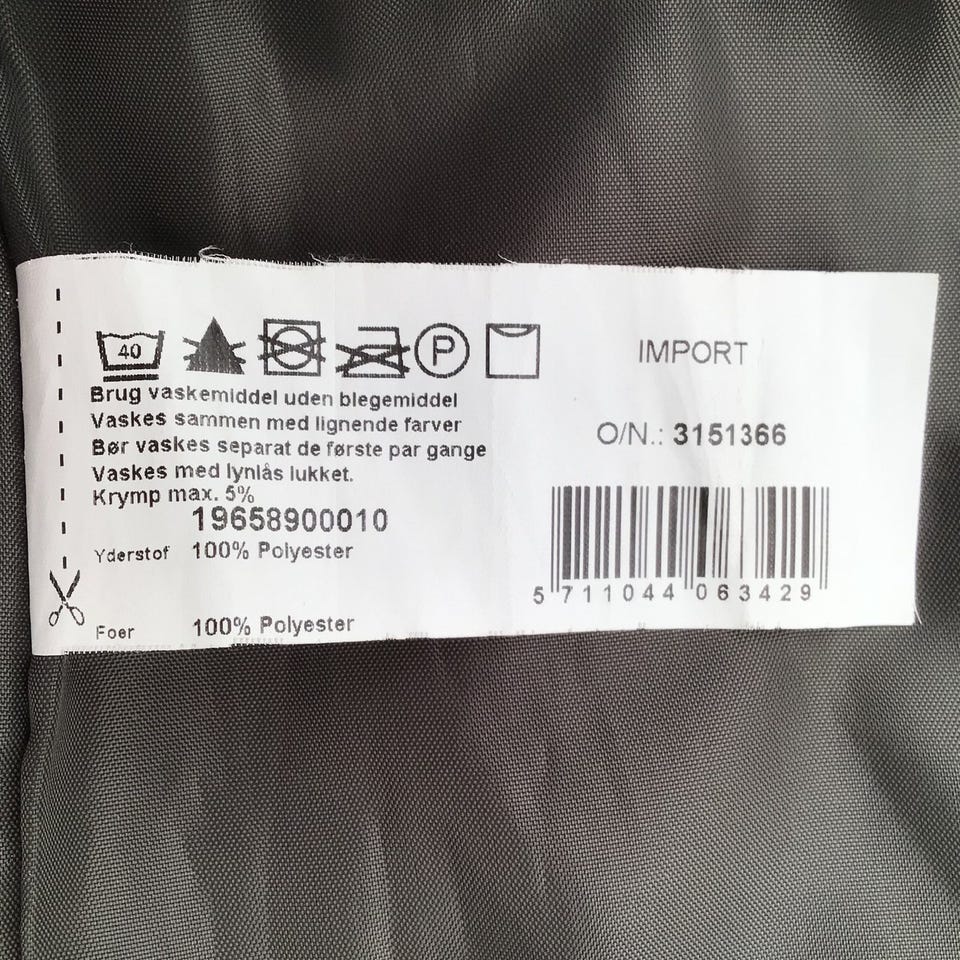 40
P
Brug vaskemiddel uden blegemiddel
Vaskes sammen med lignende farver
Bør vaskes separat de første par gange
Vaskes med lynlås lukket.
Krymp max. 5%
19658900010
Yderstof 100% Polyester
Foer 100% Polyester
IMPORT
O/N.: 3151366
5 711044 063429